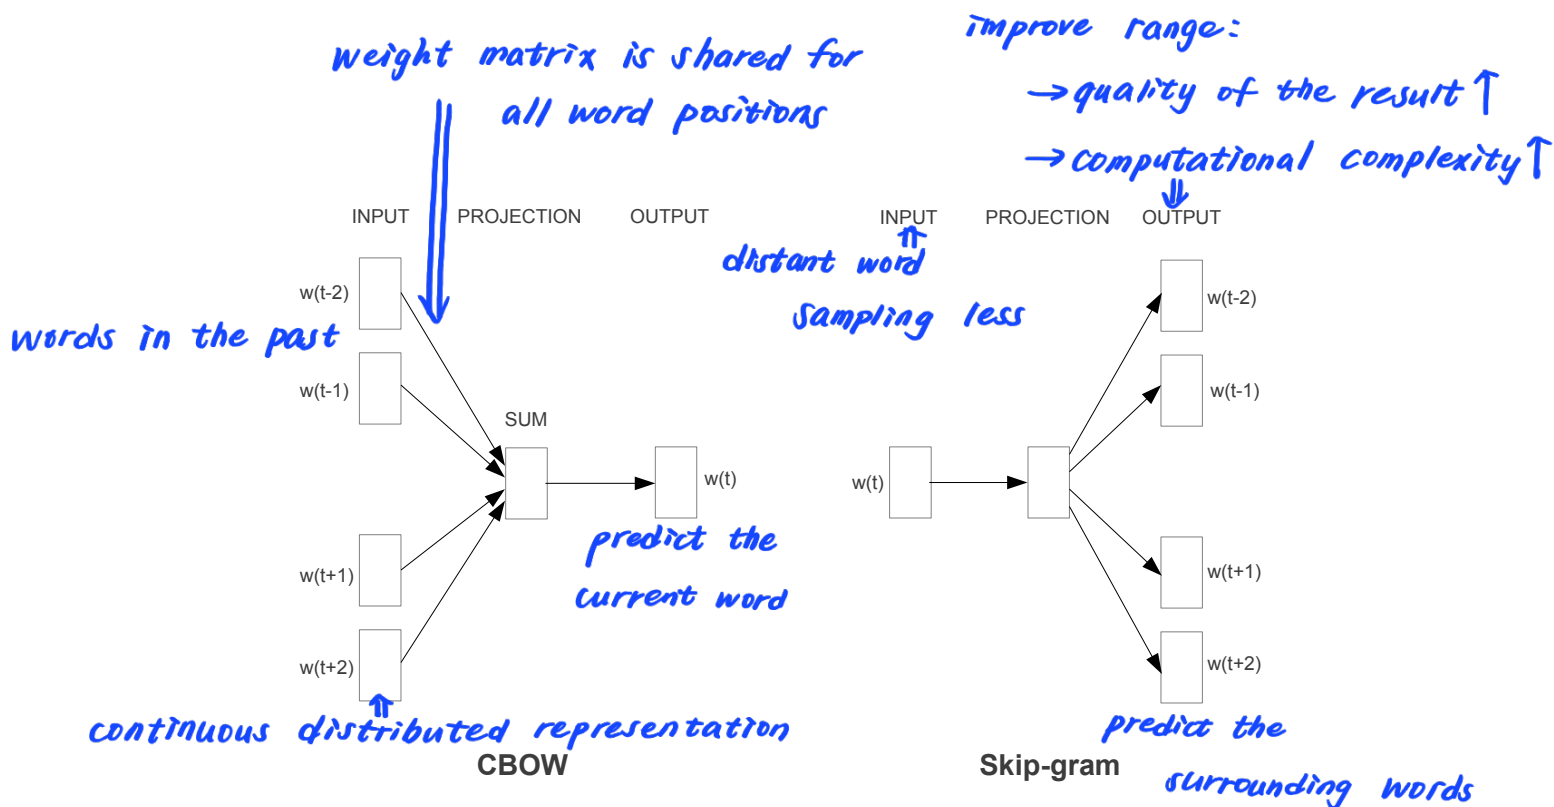 improve range:
weight matrix is shared for
all word positions
→ quality of the result ↑
→ computational complexity ↑
INPUT PROJECTION OUTPUT
INPUT PROJECTION OUTPUT
distant word
sampling less
w(t-2)
words in the past
w(t-1)
SUM
w(t)
predict the
current word
w(t+1)
w(t+2)
continuous distributed representation
CBOW
w(t-2)
w(t-1)
w(t)
w(t+1)
w(t+2)
predict the
surrounding words
Skip-gram